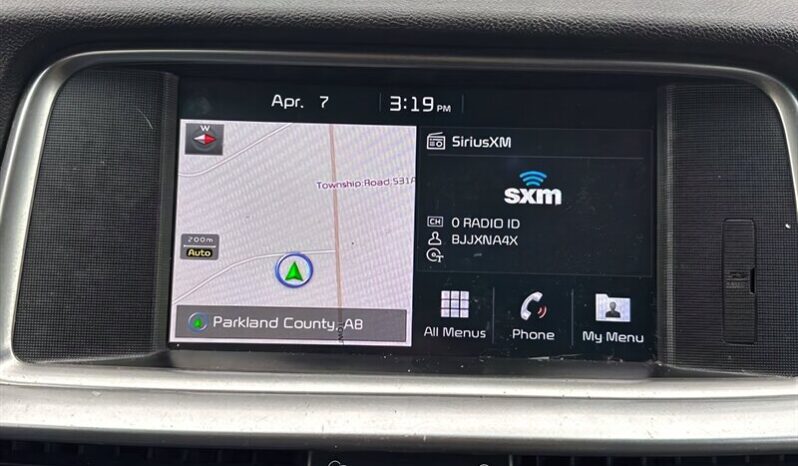 Apr. 7
3:19 PM
W
Township Road 531A
200m
Auto
Parkland County, AB
SiriusXM
sxm
CH 0 RADIO ID
BJJXNA4X
All Menus
Phone
My Menu